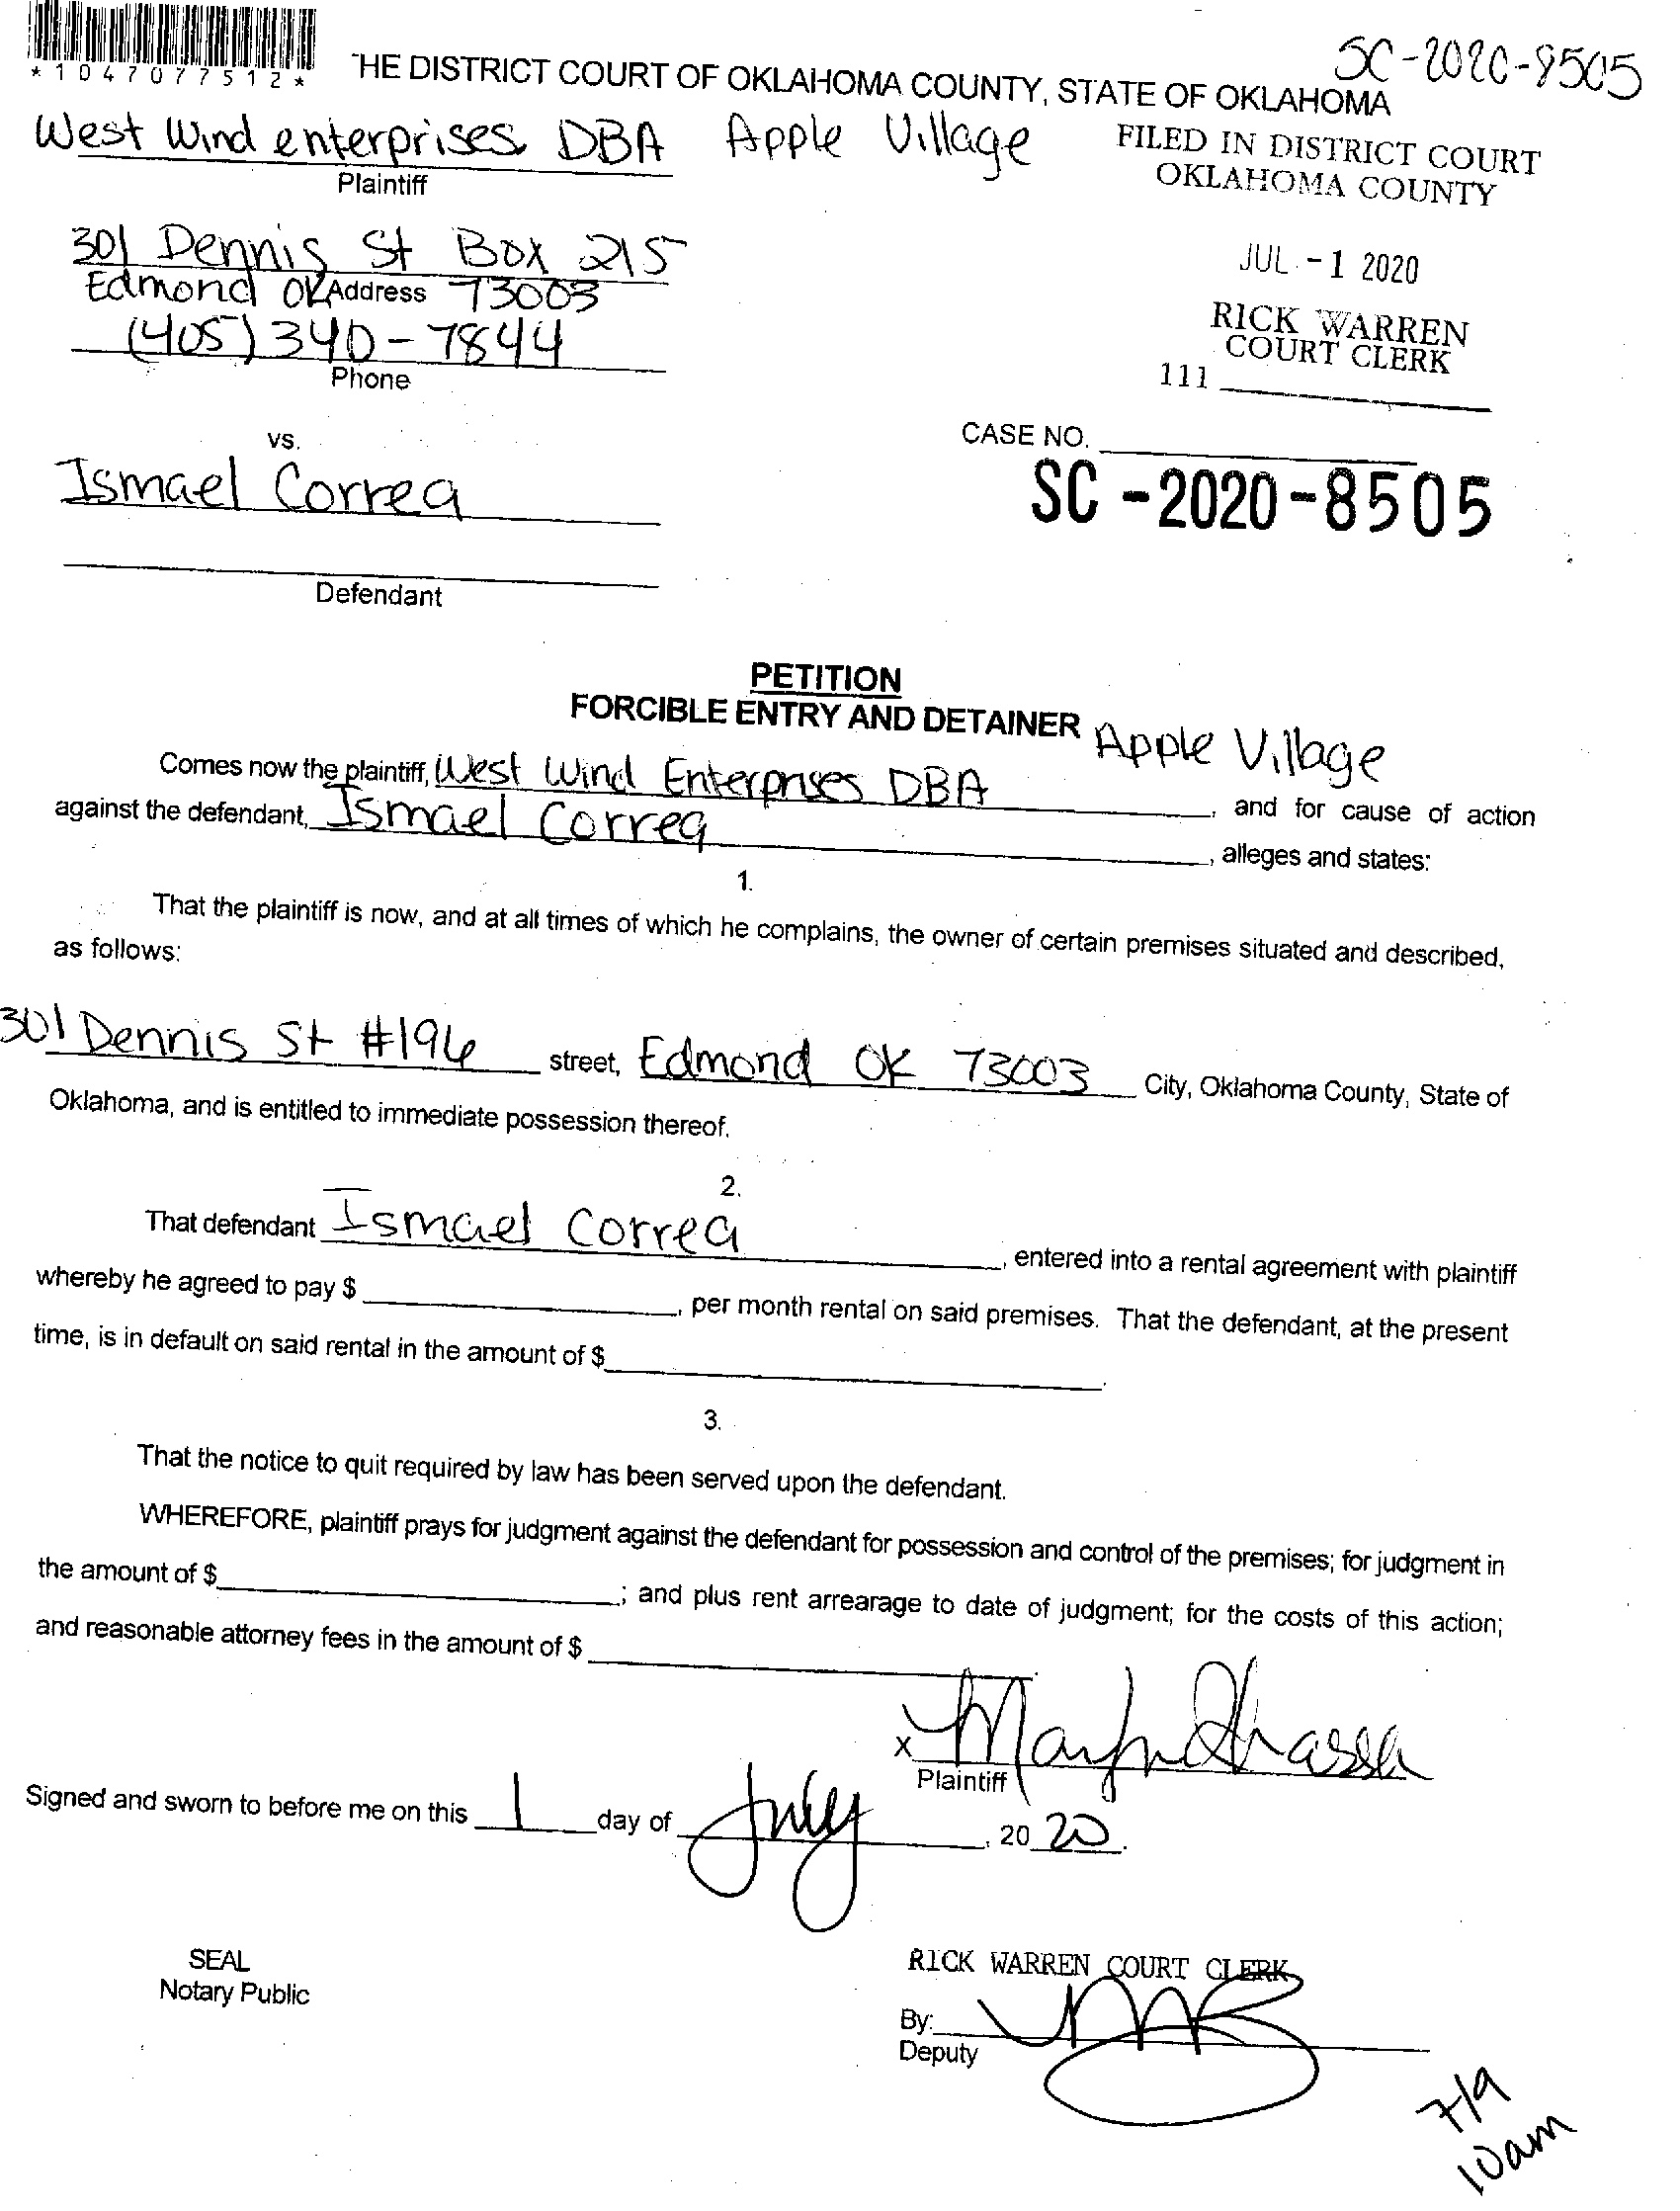 *1047077512*
SC-2020-8505
THE DISTRICT COURT OF OKLAHOMA COUNTY, STATE OF OKLAHOMA
West Wind enterprises DBA Apple Village
Plaintiff
FILED IN DISTRICT COURT
OKLAHOMA COUNTY
301 Dennis St Box 215
Edmond OK Address 73003
(405) 340-7844
Phone
JUL -1 2020
RICK WARREN
COURT CLERK
111
vs.
CASE NO.
Ismael Correa
SC-2020-8505
Defendant
PETITION
FORCIBLE ENTRY AND DETAINER
Comes now the plaintiff, West Wind Enterprises DBA Apple Village, and for cause of action
against the defendant, Ismael Correa, alleges and states:
1.
That the plaintiff is now, and at all times of which he complains, the owner of certain premises situated and described,
as follows:
301 Dennis St #196 street, Edmond OK 73003 City, Oklahoma County, State of
Oklahoma, and is entitled to immediate possession thereof.
2.
That defendant Ismael Correa, entered into a rental agreement with plaintiff
whereby he agreed to pay $, per month rental on said premises. That the defendant, at the present
time, is in default on said rental in the amount of $.
3.
That the notice to quit required by law has been served upon the defendant.
WHEREFORE, plaintiff prays for judgment against the defendant for possession and control of the premises; for judgment in
the amount of $; and plus rent arrearage to date of judgment; for the costs of this action;
and reasonable attorney fees in the amount of $.
x
Plaintiff
Signed and sworn to before me on this 1 day of July, 20 20.
SEAL
Notary Public
RICK WARREN COURT CLERK
By:
Deputy
7/9
10am